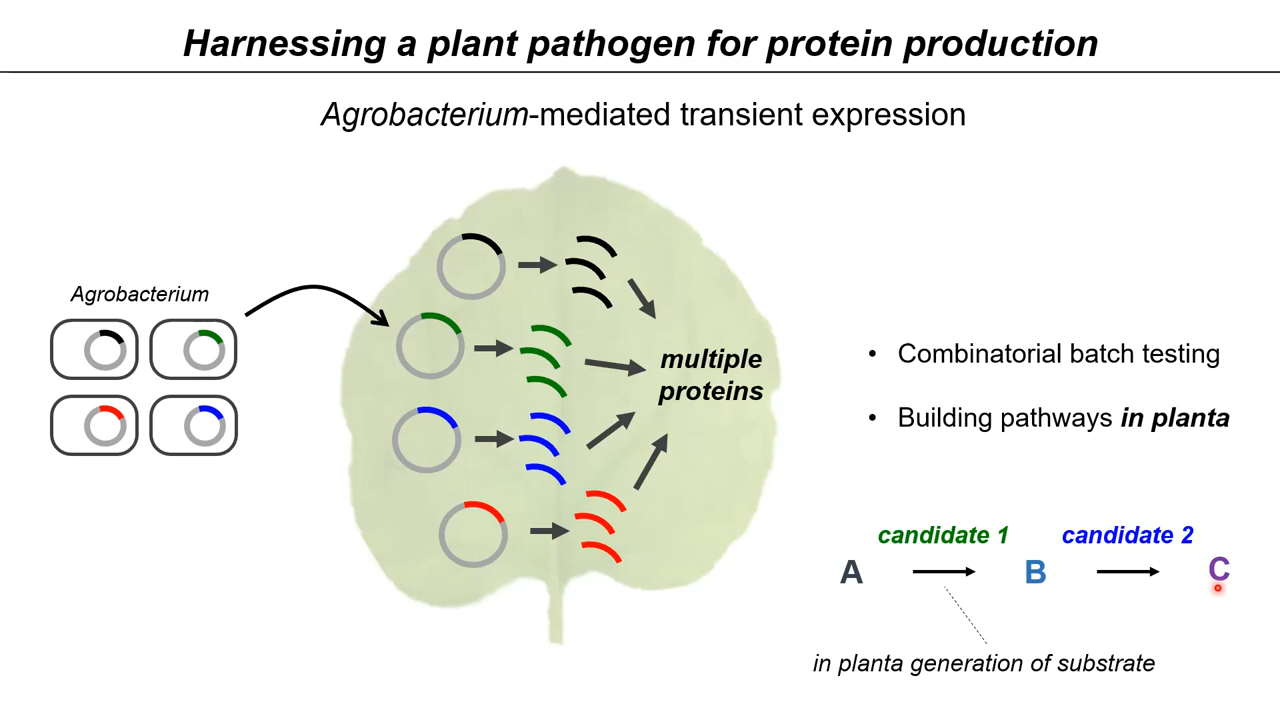 Harnessing a plant pathogen for protein production
Agrobacterium-mediated transient expression
Agrobacterium
multiple
proteins
• Combinatorial batch testing
• Building pathways in planta
candidate 1 candidate 2
A B C
in planta generation of substrate